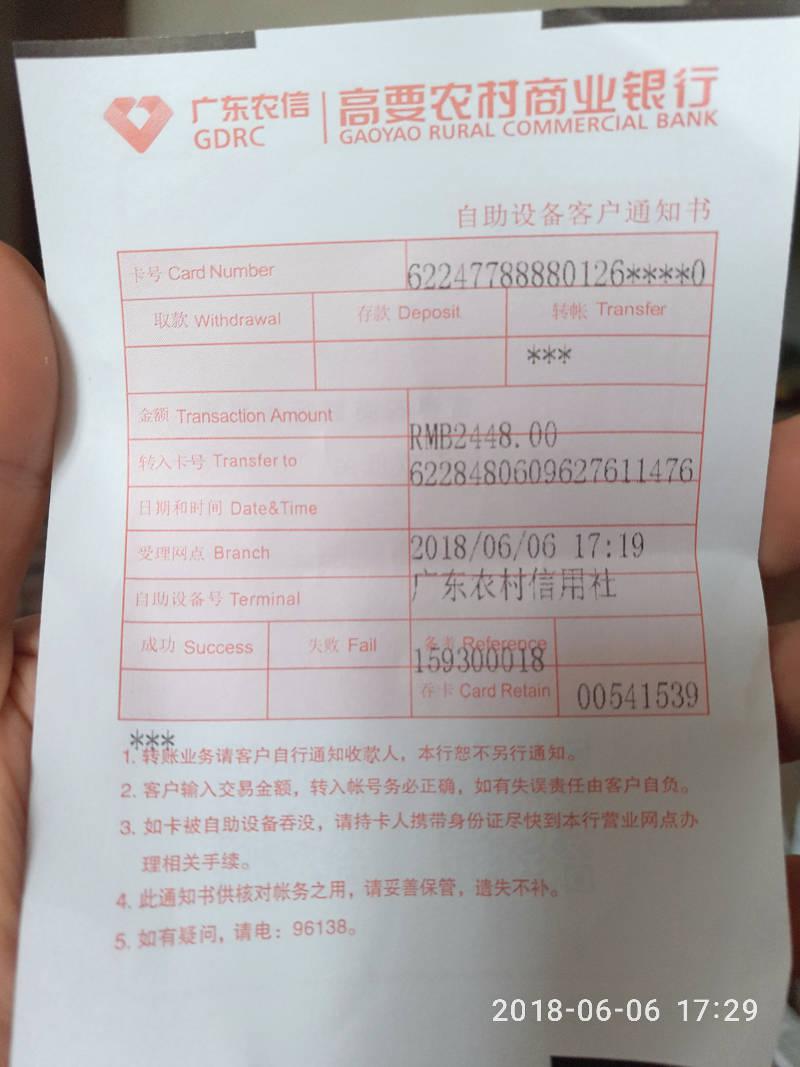 广东农信
GDRC
高要农村商业银行
GAOYAO RURAL COMMERCIAL BANK
自助设备客户通知书
卡号 Card Number
62247788880126****0
取款 Withdrawal 存款 Deposit 转帐 Transfer
***
金额 Transaction Amount
RMB2448.00
转入卡号 Transfer to
6228480609627611476
日期和时间 Date&Time
受理网点 Branch
2018/06/06 17:19
广东农村信用社
自助设备号 Terminal
成功 Success 失败 Fail 备考 Reference
159300018
吞卡 Card Retain 00541539
***
1. 转账业务请客户自行通知收款人，本行恕不另行通知。
2. 客户输入交易金额，转入帐号务必正确，如有失误责任由客户自负。
3. 如卡被自助设备吞没，请持卡人携带身份证尽快到本行营业网点办
理相关手续。
4. 此通知书供核对帐务之用，请妥善保管，遗失不补。
5. 如有疑问，请电：96138。
2018-06-06 17:29